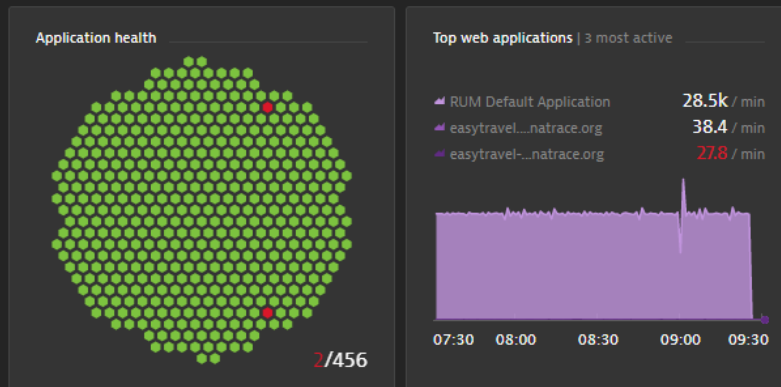 Application health
2/456
Top web applications | 3 most active
RUM Default Application 28.5k / min
easytravel....natrace.org 38.4 / min
easytravel-...natrace.org 27.8 / min
07:30 08:00 08:30 09:00 09:30